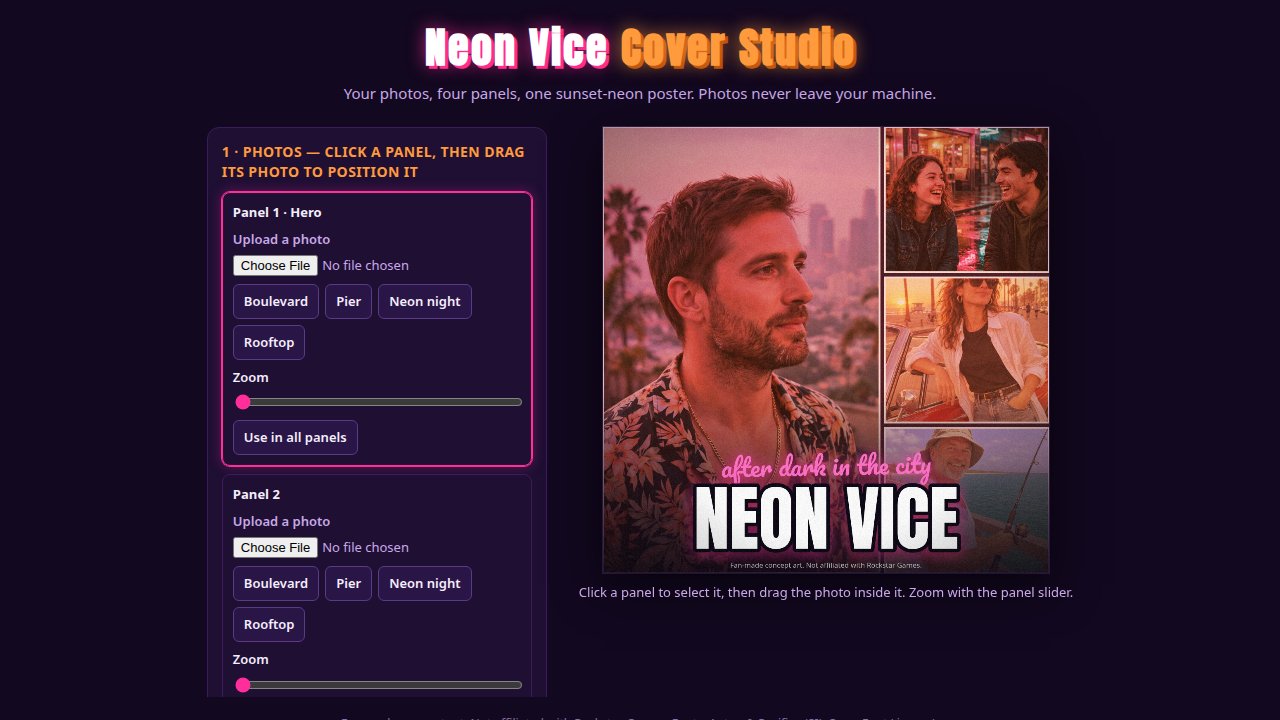 Neon Vice Cover Studio
Your photos, four panels, one sunset-neon poster. Photos never leave your machine.
1 · PHOTOS — CLICK A PANEL, THEN DRAG
ITS PHOTO TO POSITION IT
Panel 1 · Hero
Upload a photo
Choose File No file chosen
Boulevard Pier Neon night
Rooftop
Zoom
Use in all panels
Panel 2
Upload a photo
Choose File No file chosen
Boulevard Pier Neon night
Rooftop
Zoom
after dark in the city
NEON VICE
Fan-made concept art. Not affiliated with Rockstar Games.
Click a panel to select it, then drag the photo inside it. Zoom with the panel slider.